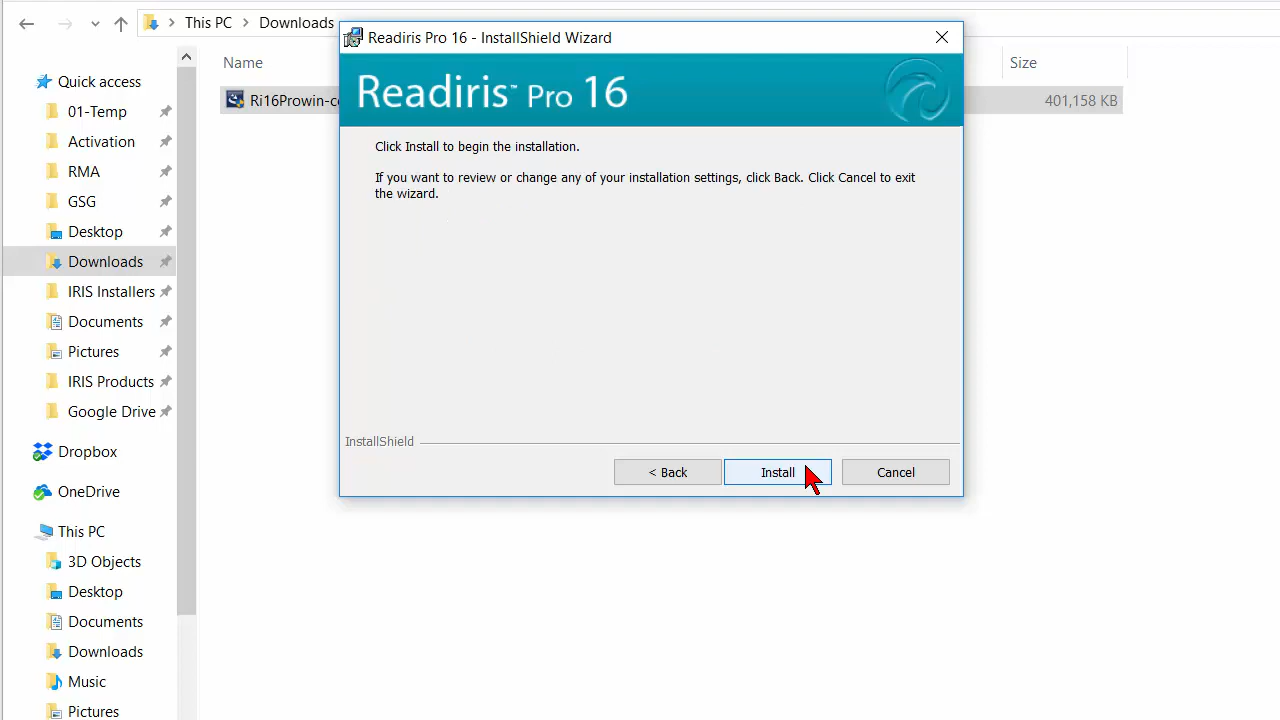 This PC > Downloads
Readiris Pro 16 - InstallShield Wizard
Name
Size
Ri16Prowin-
401,158 KB
Readiris™ Pro 16
Click Install to begin the installation.
If you want to review or change any of your installation settings, click Back. Click Cancel to exit
the wizard.
InstallShield
< Back
Install
Cancel
Quick access
01-Temp
Activation
RMA
GSG
Desktop
Downloads
IRIS Installers
Documents
Pictures
IRIS Products
Google Drive
Dropbox
OneDrive
This PC
3D Objects
Desktop
Documents
Downloads
Music
Pictures